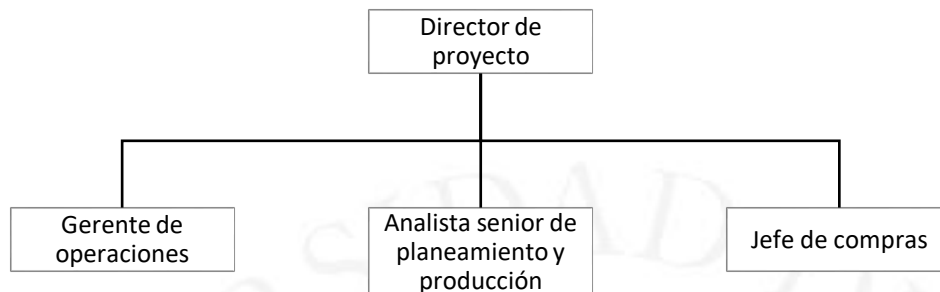 Director de
proyecto
Gerente de
operaciones
Analista senior de
planeamiento y
producción
Jefe de compras